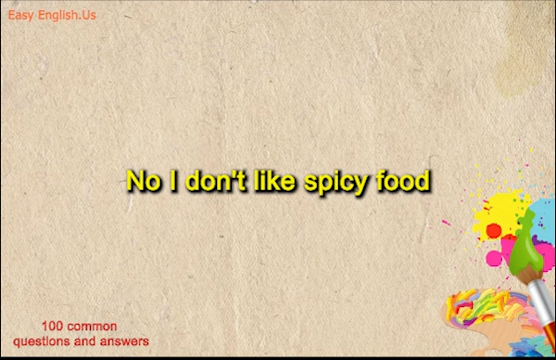 Easy English.Us
No I don't like spicy food
100 common
questions and answers